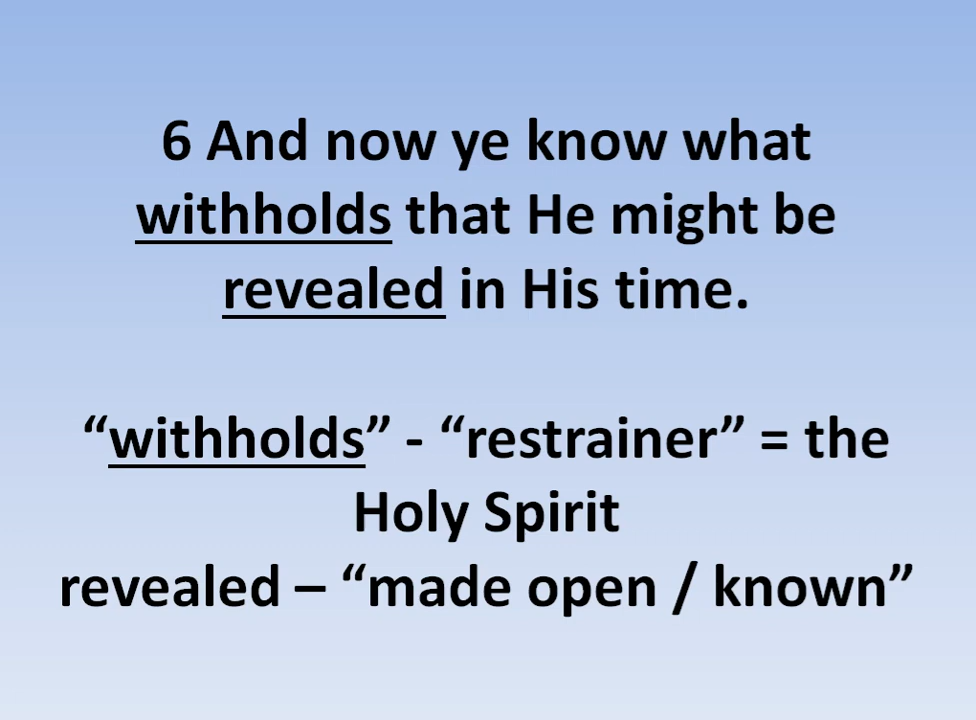 6 And now ye know what
withholds that He might be
revealed in His time.
“withholds” - “restrainer” = the
Holy Spirit
revealed – “made open / known”